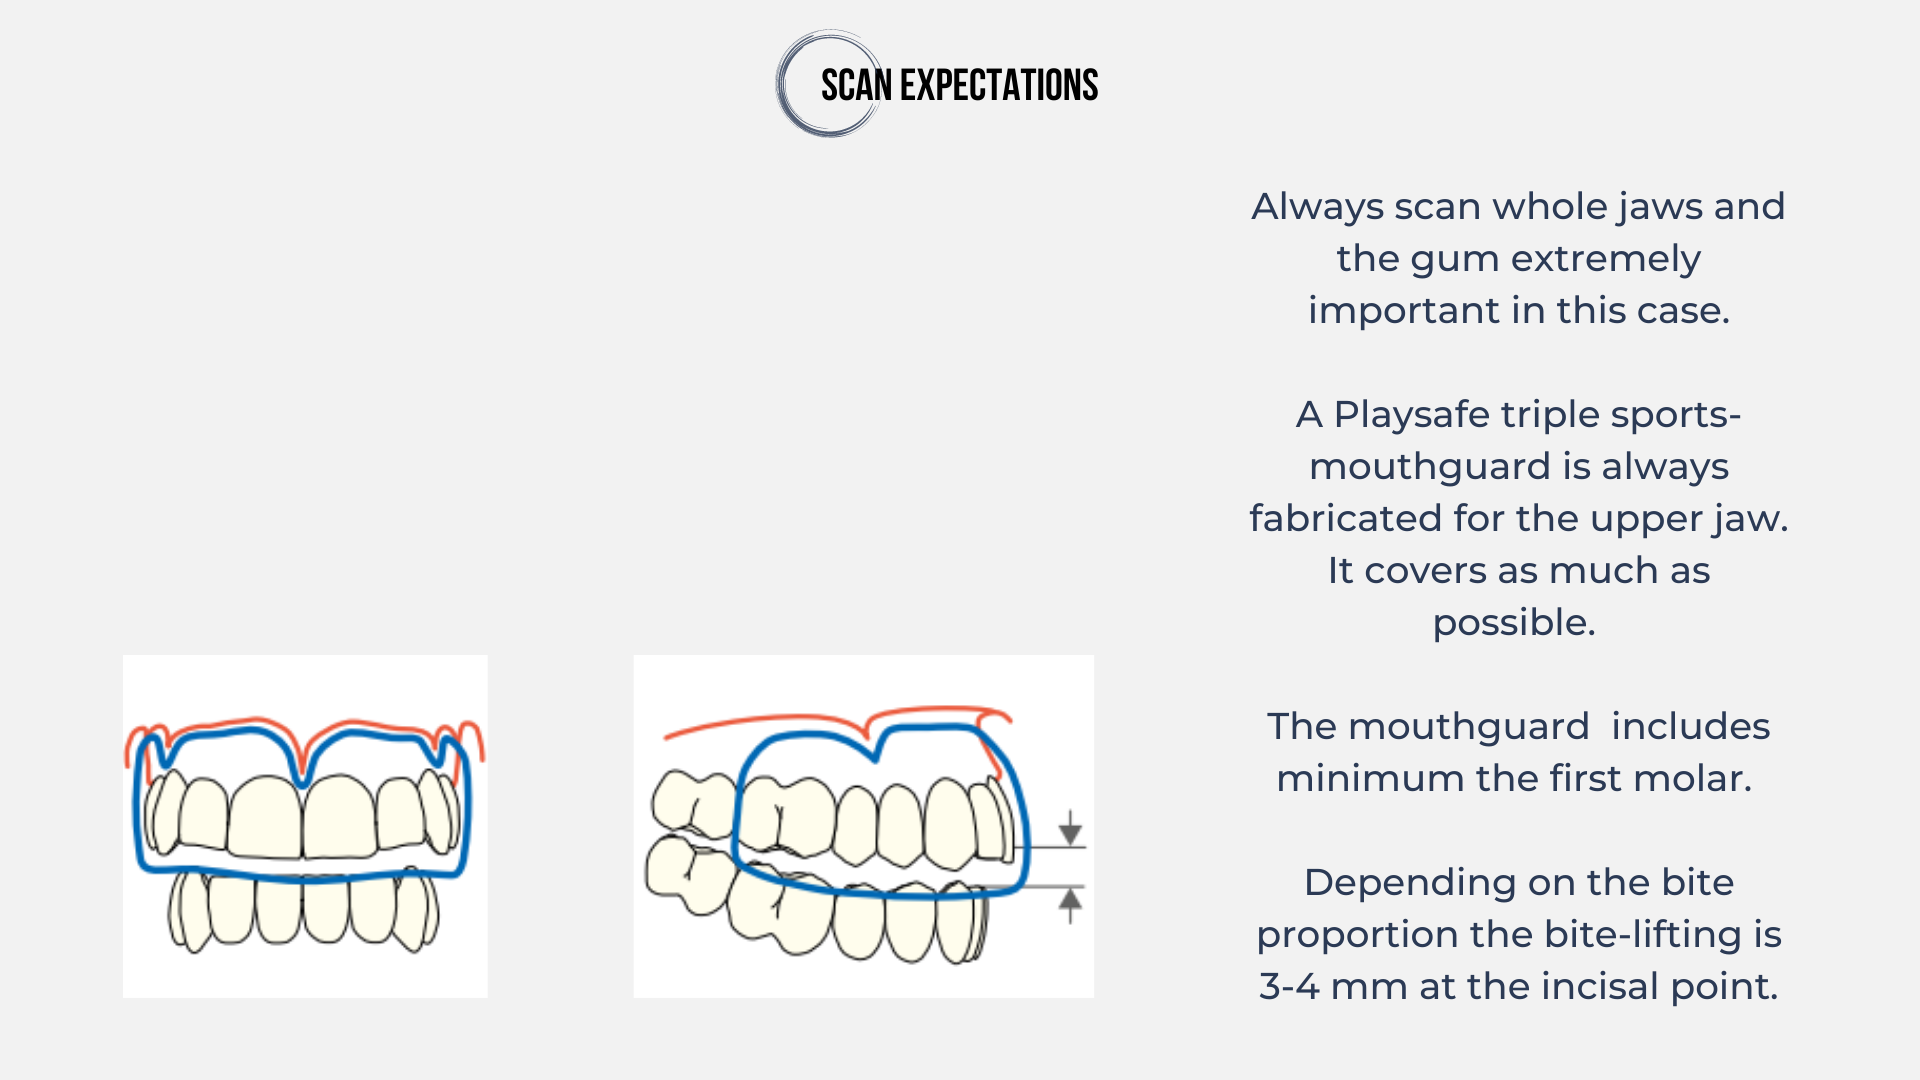 SCAN EXPECTATIONS
Always scan whole jaws and
the gum extremely
important in this case.
A Playsafe triple sports-
mouthguard is always
fabricated for the upper jaw.
It covers as much as
possible.
The mouthguard  includes
minimum the first molar.
Depending on the bite
proportion the bite-lifting is
3-4 mm at the incisal point.